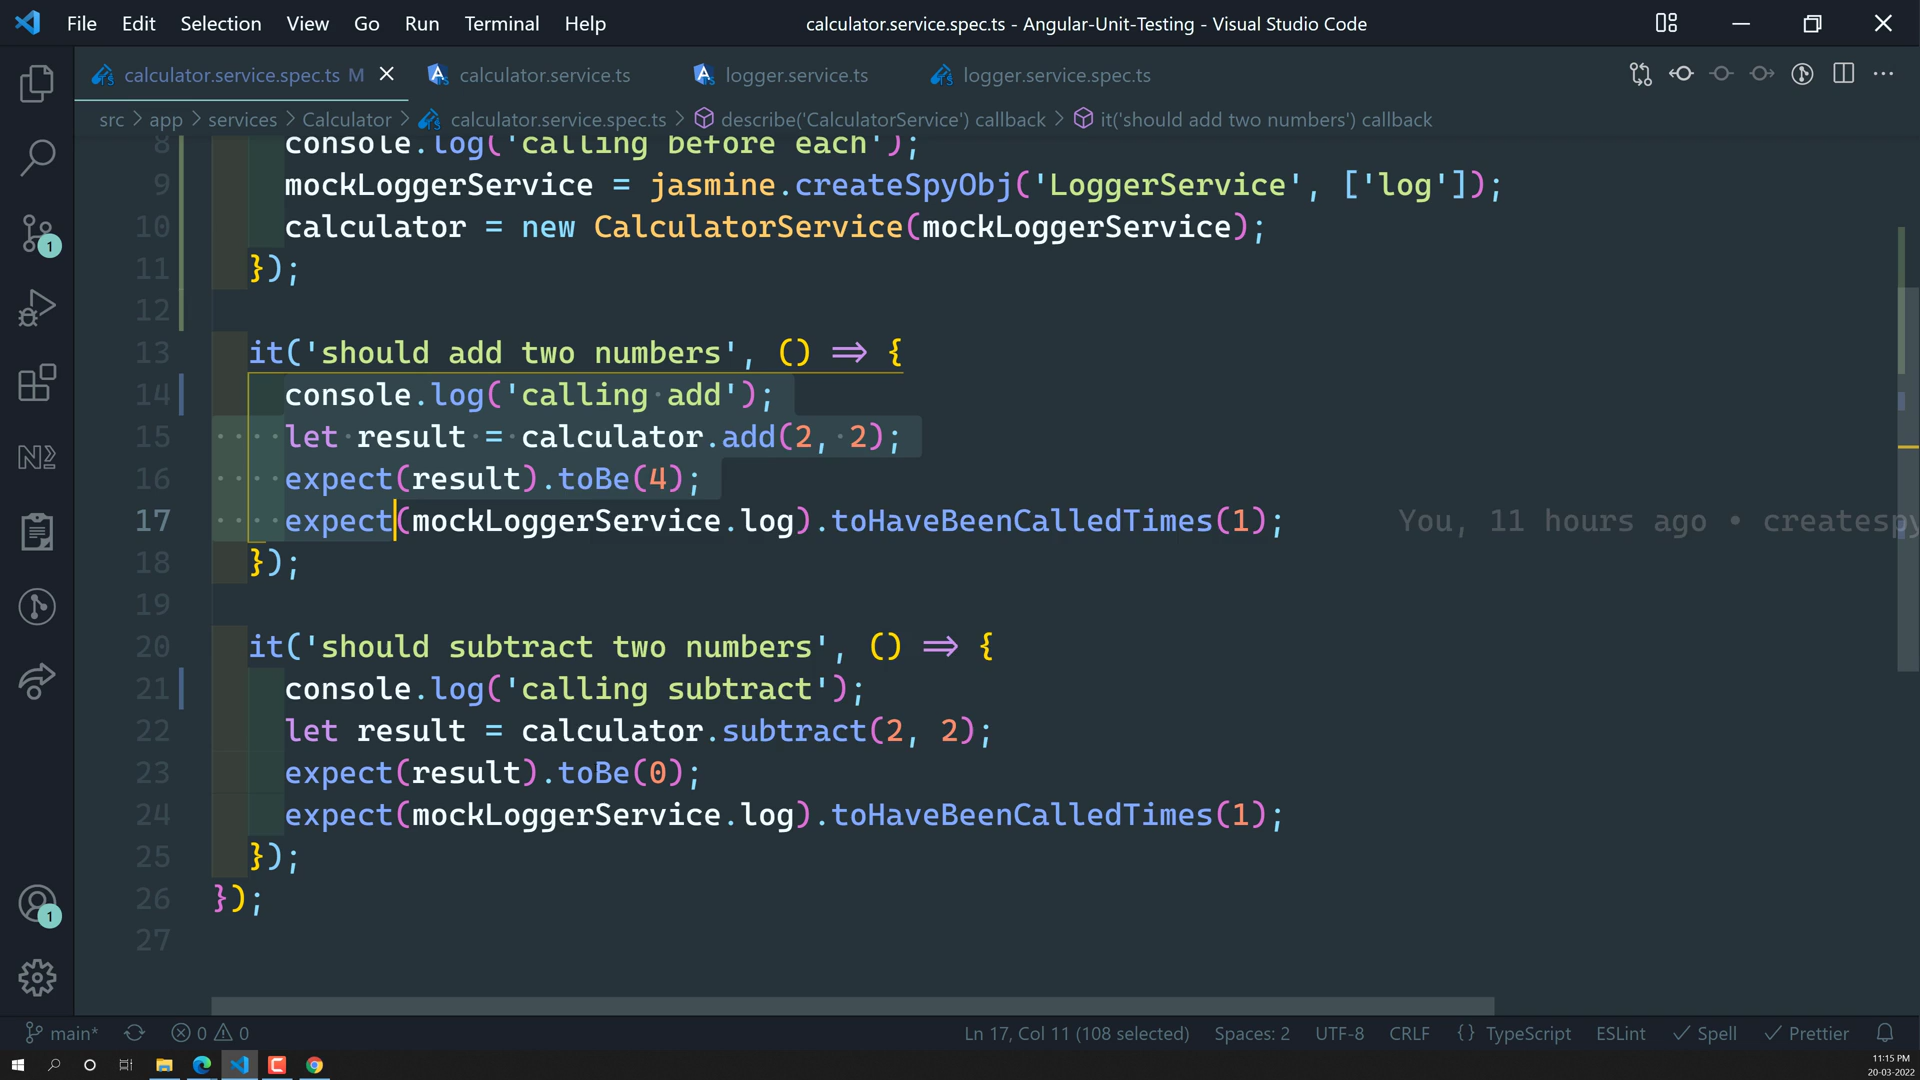 File Edit Selection View Go Run Terminal Help
calculator.service.spec.ts - Angular-Unit-Testing - Visual Studio Code
calculator.service.spec.ts M
calculator.service.ts
logger.service.ts
logger.service.spec.ts
src > app > services > Calculator > calculator.service.spec.ts > describe('CalculatorService') callback > it('should add two numbers') callback
8 console.log('calling before each');
9 mockLoggerService = jasmine.createSpyObj('LoggerService', ['log']);
10 calculator = new CalculatorService(mockLoggerService);
11 });
12
13 it('should add two numbers', () => {
14 console.log('calling add');
15 let result = calculator.add(2, 2);
16 expect(result).toBe(4);
17 expect(mockLoggerService.log).toHaveBeenCalledTimes(1); You, 11 hours ago • createspy
18 });
19
20 it('should subtract two numbers', () => {
21 console.log('calling subtract');
22 let result = calculator.subtract(2, 2);
23 expect(result).toBe(0);
24 expect(mockLoggerService.log).toHaveBeenCalledTimes(1);
25 });
26 });
27
1
1
main* 0 0 Ln 17, Col 11 (108 selected) Spaces: 2 UTF-8 CRLF {} TypeScript ESLint Spell Prettier
11:15 PM
20-03-2022